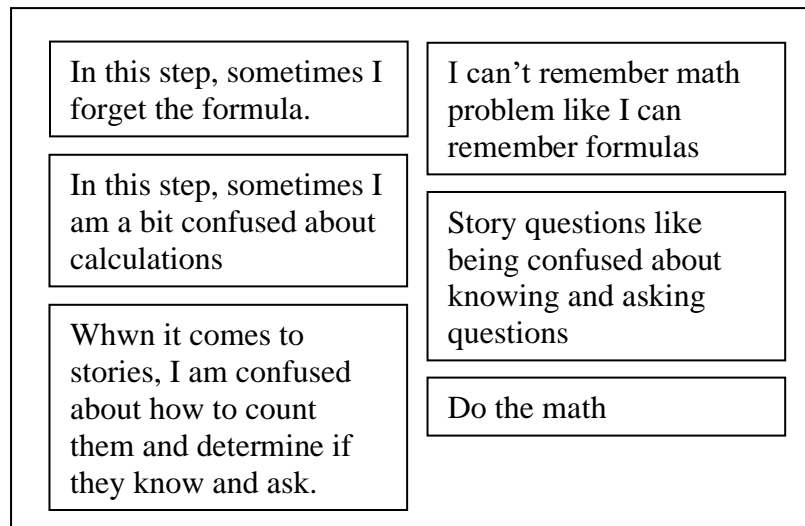 In this step, sometimes I
forget the formula.
In this step, sometimes I
am a bit confused about
calculations
Whwn it comes to
stories, I am confused
about how to count
them and determine if
they know and ask.
I can’t remember math
problem like I can
remember formulas
Story questions like
being confused about
knowing and asking
questions
Do the math